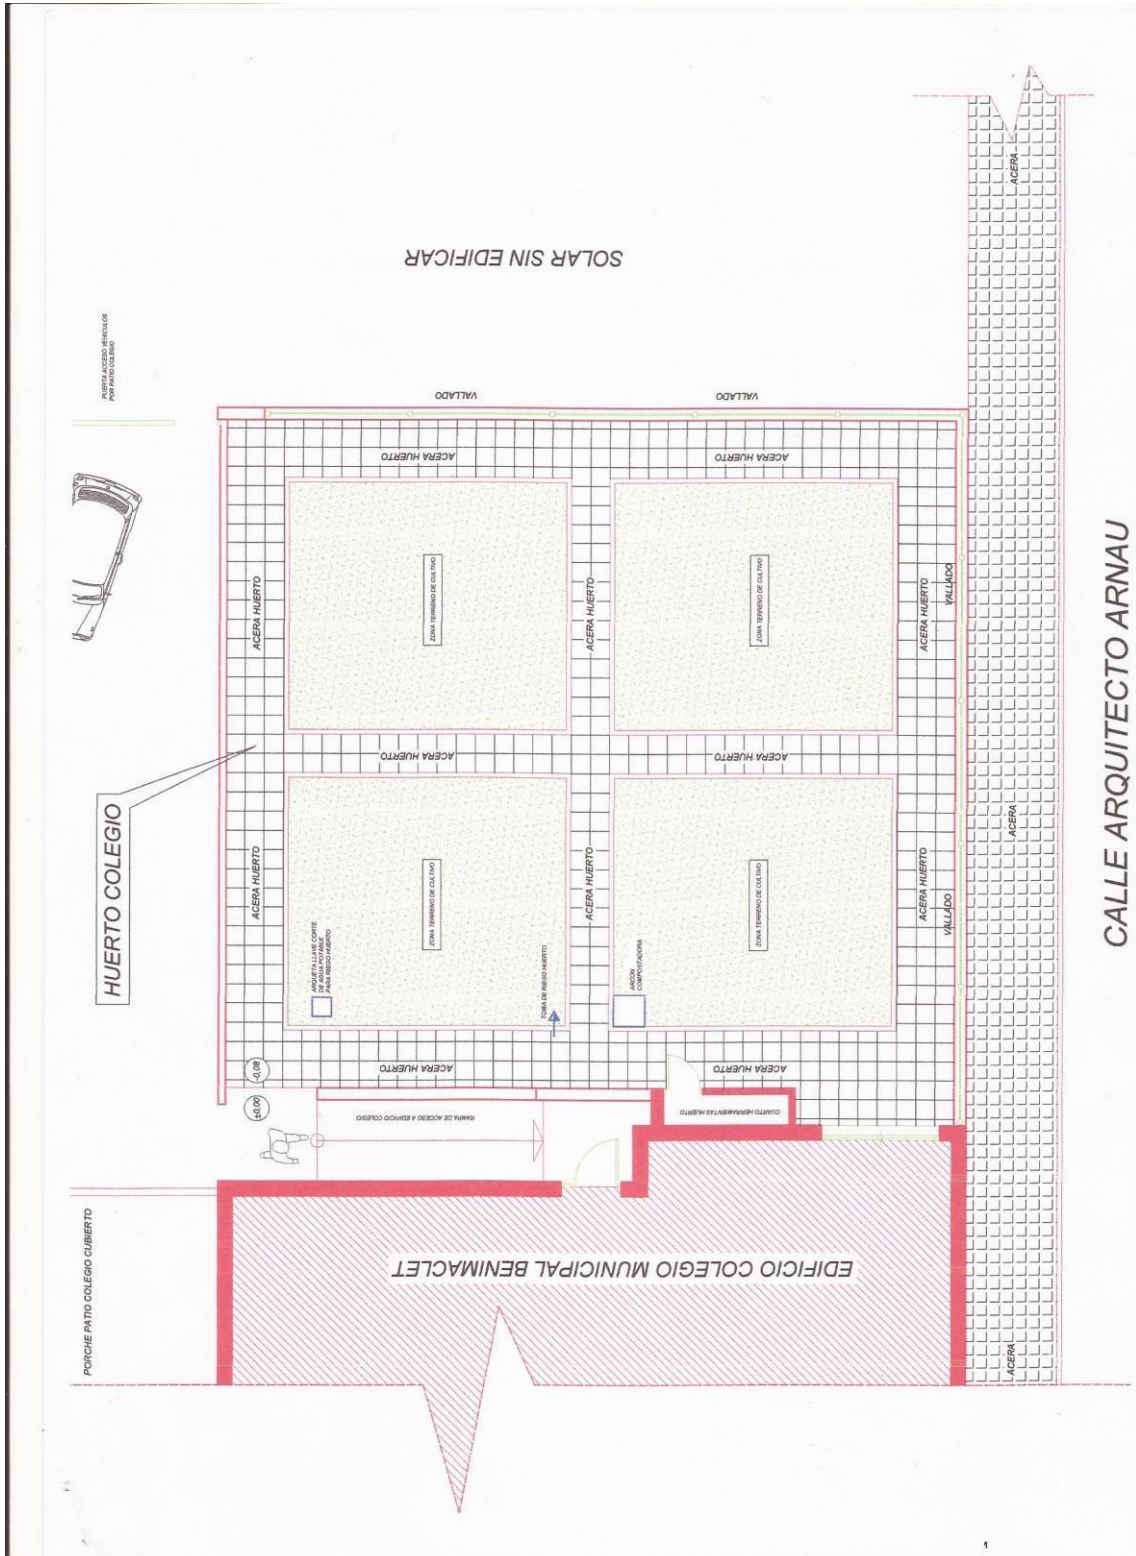 SOLAR SIN EDIFICAR
PUERTA ACCESO VEHICULOS
POR PATIO COLEGIO
VALLADO
VALLADO
ACERA HUERTO
ACERA HUERTO
ACERA HUERTO
ZONA TERRENO DE CULTIVO
ACERA HUERTO
ZONA TERRENO DE CULTIVO
ACERA HUERTO
VALLADO
HUERTO COLEGIO
ACERA HUERTO
ACERA HUERTO
ACERA HUERTO
ZONA TERRENO DE CULTIVO
ACERA HUERTO
ZONA TERRENO DE CULTIVO
ACERA HUERTO
VALLADO
ARQUETA LLAVE CORTE
DE AGUA POTABLE
PARA RIEGO HUERTO
TOMA DE RIEGO HUERTO
ARCON
COMPOSTADORA
ACERA HUERTO
ACERA HUERTO
-0,08
±0,00
RAMPA DE ACCESO A EDIFICIO COLEGIO
CUARTO HERRAMIENTAS HUERTO
PORCHE PATIO COLEGIO CUBIERTO
EDIFICIO COLEGIO MUNICIPAL BENIMACLET
ACERA
ACERA
ACERA
CALLE ARQUITECTO ARNAU
1